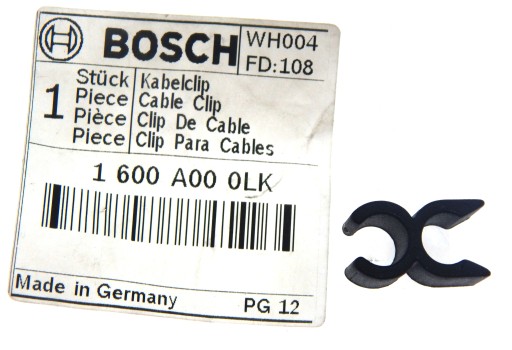 BOSCH WH004
FD:108
1 Stück Kabelclip
Piece Cable Clip
Pièce Clip De Cable
Piece Clip Para Cables
1 600 A00 0LK
Made in Germany PG 12